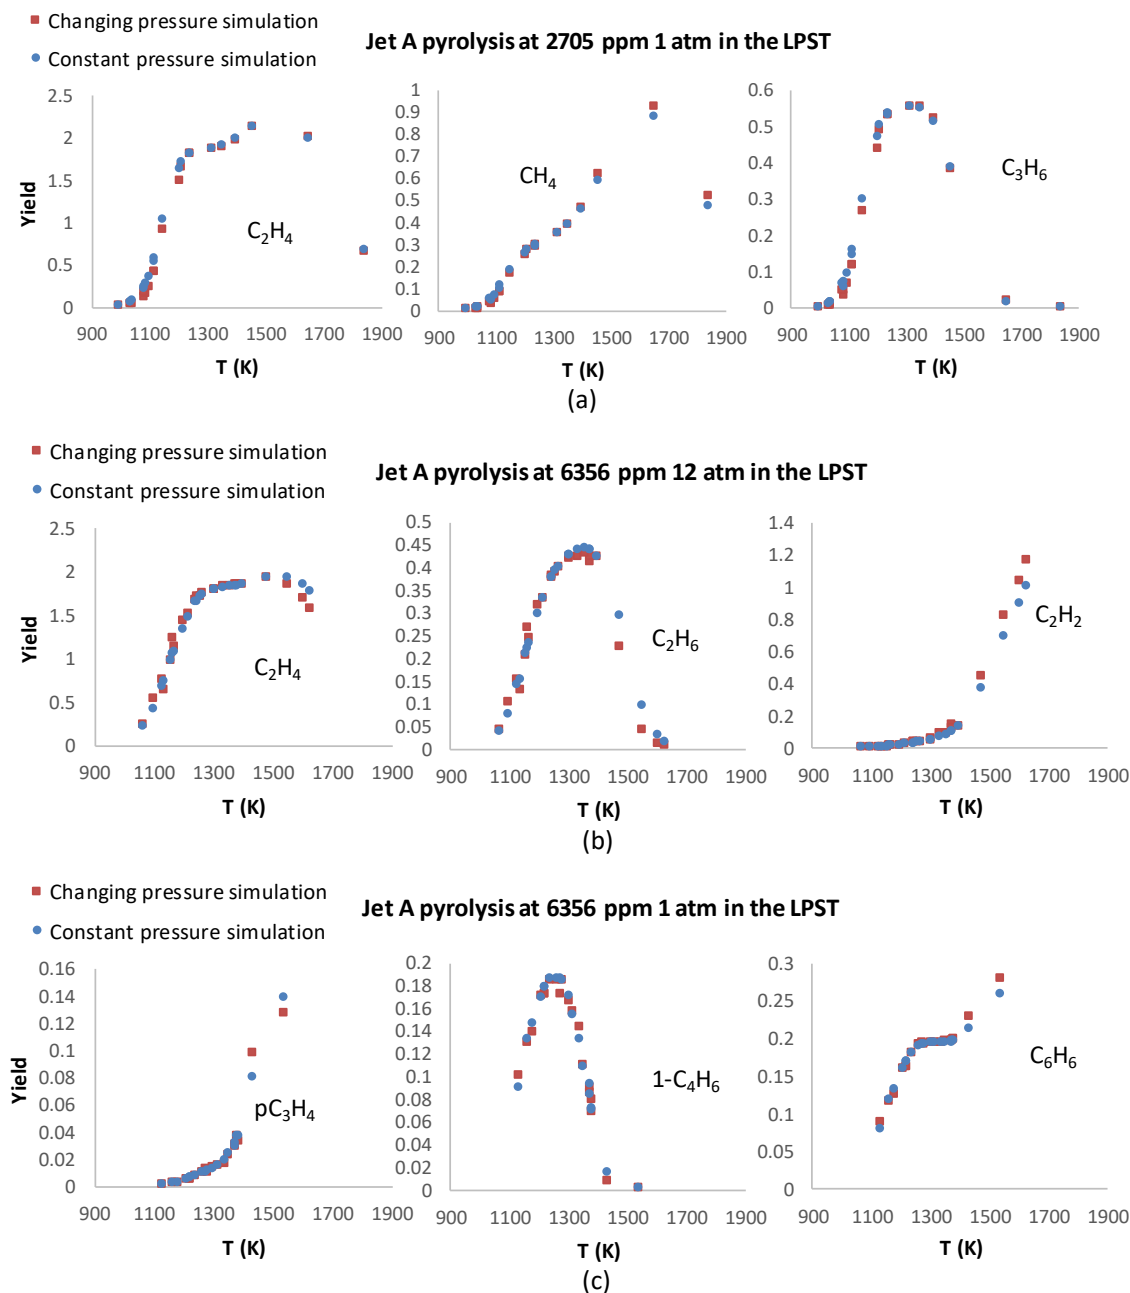 Changing pressure simulation
Constant pressure simulation
Jet A pyrolysis at 2705 ppm 1 atm in the LPST
2.5
2
1.5
1
0.5
0
Yield
C2H4
900 1100 1300 1500 1700 1900
T (K)
1
0.9
0.8
0.7
0.6
0.5
0.4
0.3
0.2
0.1
0
CH4
900 1100 1300 1500 1700 1900
T (K)
0.6
0.5
0.4
0.3
0.2
0.1
0
C3H6
900 1100 1300 1500 1700 1900
T (K)
(a)
Changing pressure simulation
Constant pressure simulation
Jet A pyrolysis at 6356 ppm 12 atm in the LPST
2.5
2
1.5
1
0.5
0
Yield
C2H4
900 1100 1300 1500 1700 1900
T (K)
0.5
0.45
0.4
0.35
0.3
0.25
0.2
0.15
0.1
0.05
0
C2H6
900 1100 1300 1500 1700 1900
T (K)
1.4
1.2
1
0.8
0.6
0.4
0.2
0
C2H2
900 1100 1300 1500 1700 1900
T (K)
(b)
Changing pressure simulation
Constant pressure simulation
Jet A pyrolysis at 6356 ppm 1 atm in the LPST
0.16
0.14
0.12
0.1
0.08
0.06
0.04
0.02
0
Yield
pC3H4
900 1100 1300 1500 1700 1900
T (K)
0.2
0.18
0.16
0.14
0.12
0.1
0.08
0.06
0.04
0.02
0
1-C4H6
900 1100 1300 1500 1700 1900
T (K)
0.3
0.25
0.2
0.15
0.1
0.05
0
C6H6
900 1100 1300 1500 1700 1900
T (K)
(c)